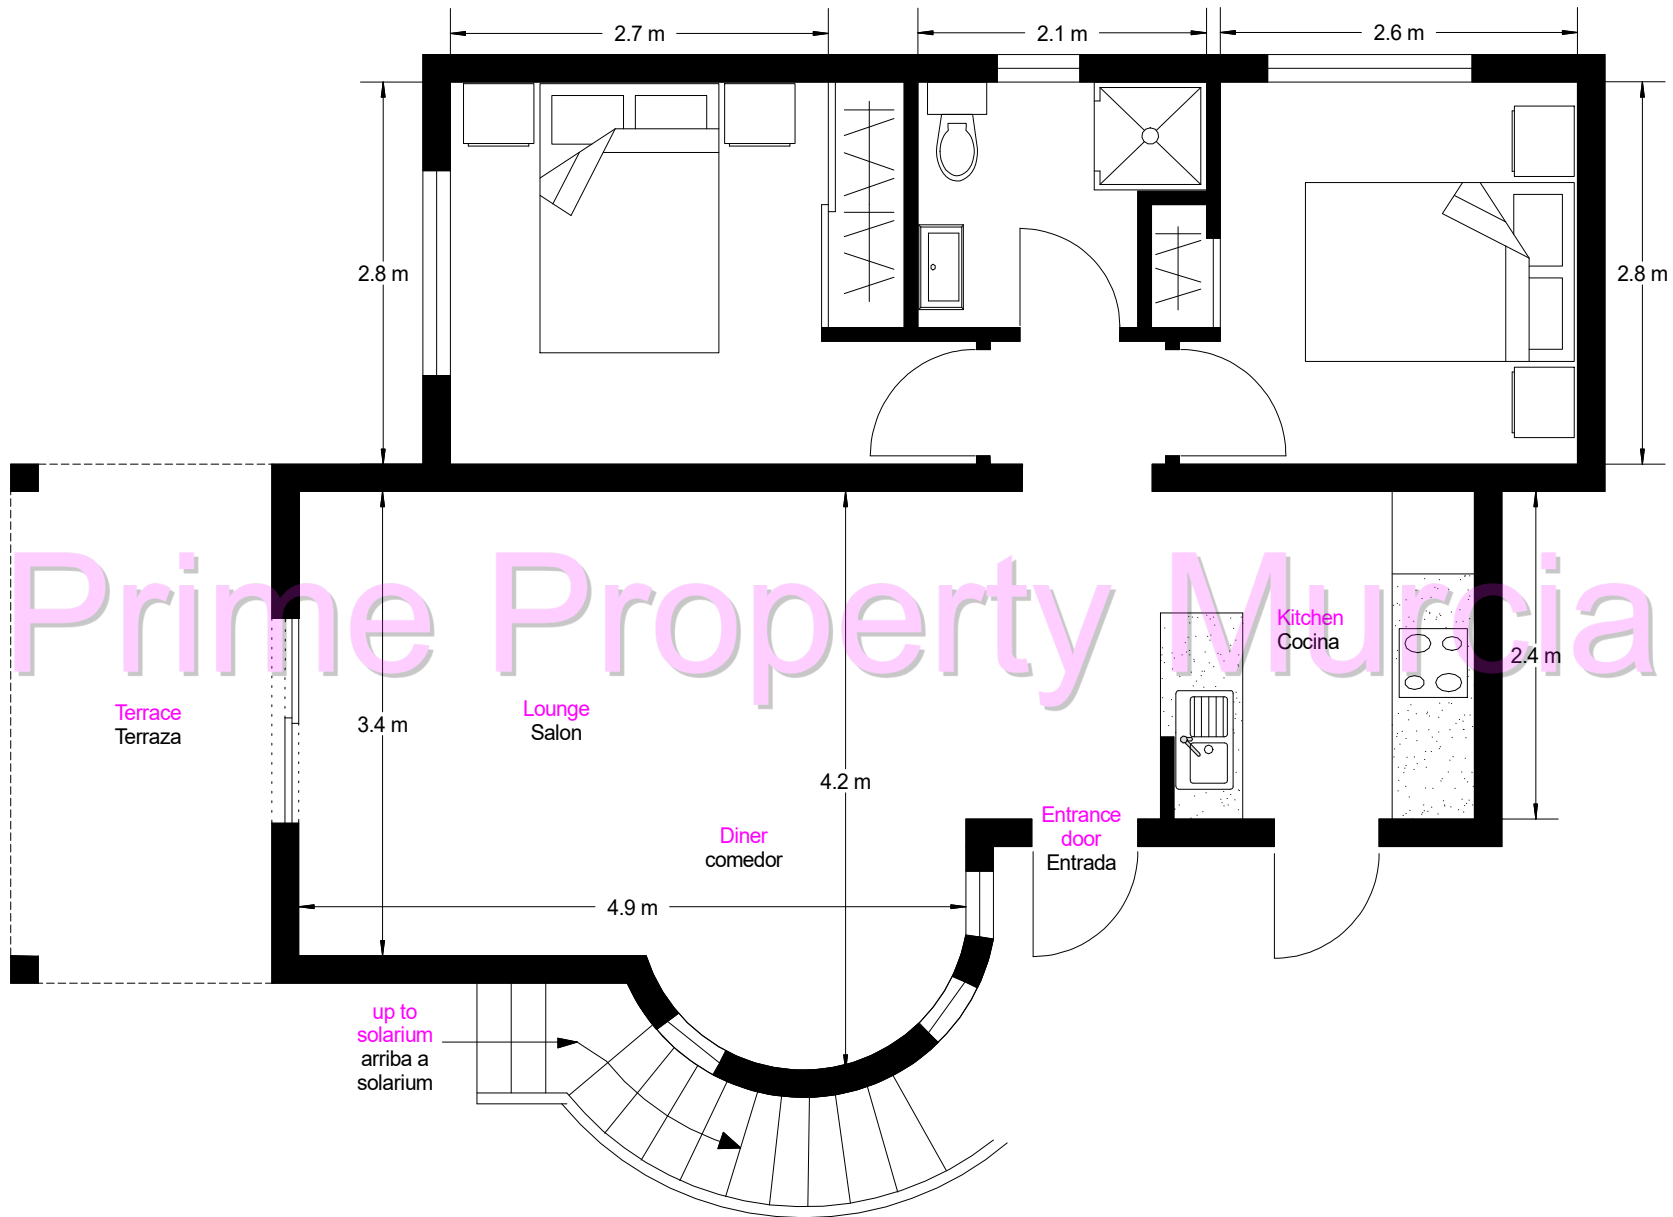 2.7 m
2.1 m
2.6 m
2.8 m
2.8 m
Prime Property Murcia
Kitchen
Cocina
2.4 m
Terrace
Terraza
3.4 m
Lounge
Salon
4.2 m
Diner
comedor
Entrance
door
Entrada
4.9 m
up to
solarium
arriba a
solarium